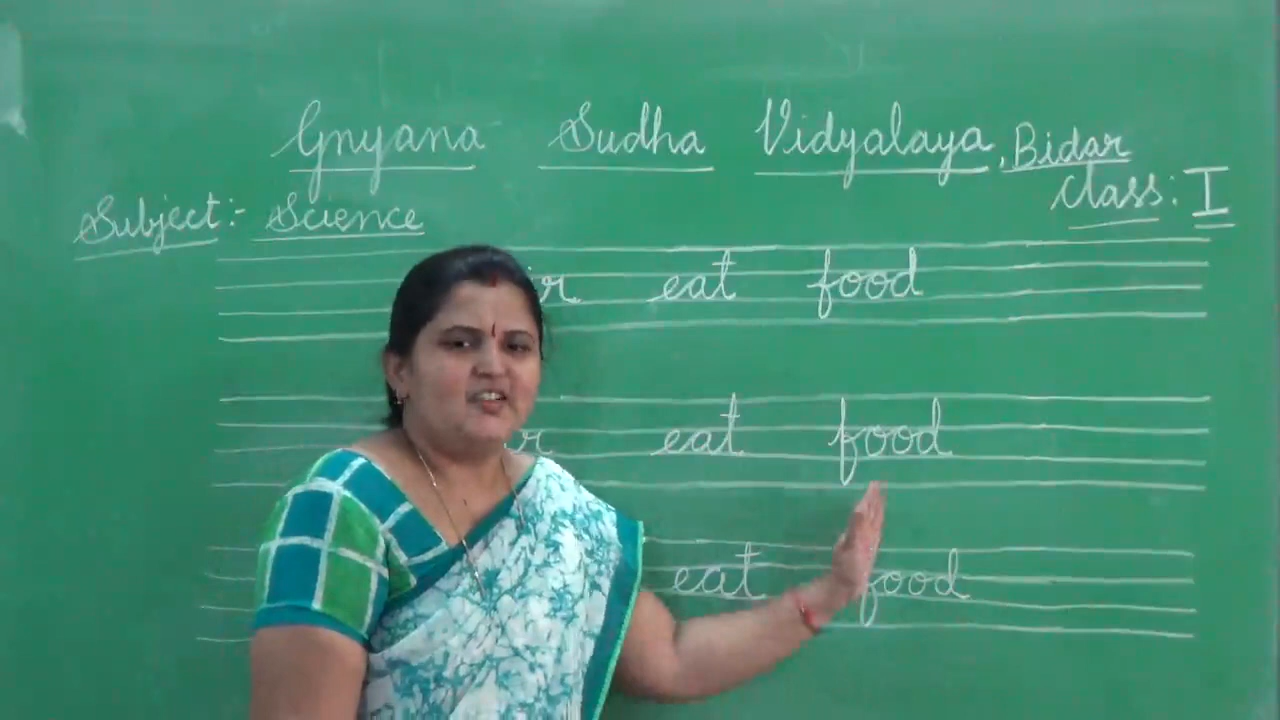 Gnyana Sudha Vidyalaya, Bidar
Class: I
Subject:- Science
eat food
eat food
eat food